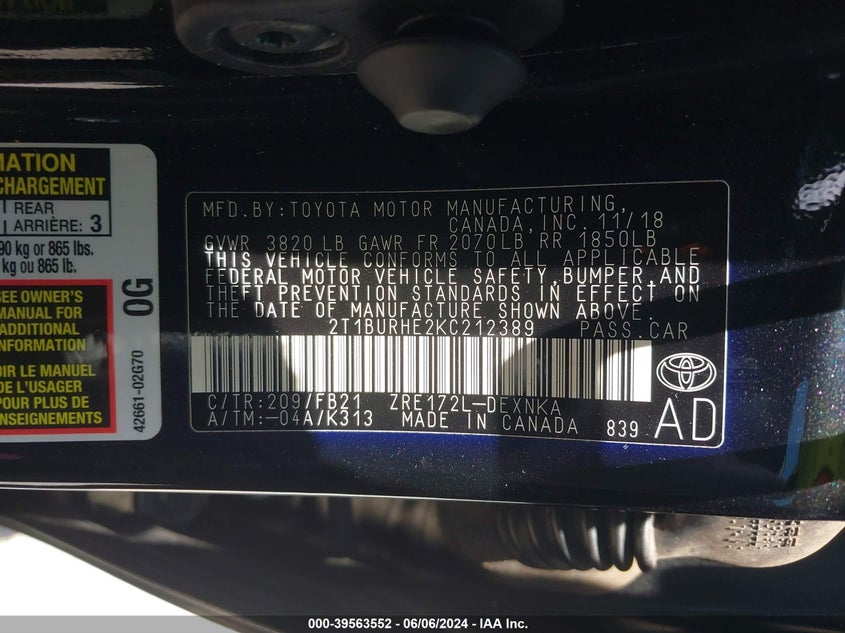 MATION
CHARGEMENT
REAR
ARRIÈRE: 3
90 kg or 865 lbs.
kg ou 865 lb.
SEE OWNER'S
MANUAL FOR
ADDITIONAL
INFORMATION
OIR LE MANUEL
DE L'USAGER
POUR PLUS DE
ENSEIGNEMENTS
0G
42661-02G70
MFD.BY:TOYOTA MOTOR MANUFACTURING,
CANADA, INC. 11/18
GVWR 3820 LB GAWR FR 2070LB RR 1850LB
THIS VEHICLE CONFORMS TO ALL APPLICABLE
FEDERAL MOTOR VEHICLE SAFETY,BUMPER,AND
THEFT PREVENTION STANDARDS IN EFFECT ON
THE DATE OF MANUFACTURE SHOWN ABOVE.
2T1BURHE2KC212389 PASS.CAR
C/TR:209/FB21 ZRE172L-DEXNKA
A/TM:-04A/K313 MADE IN CANADA 839
AD
000-39563552 - 06/06/2024 - IAA Inc.